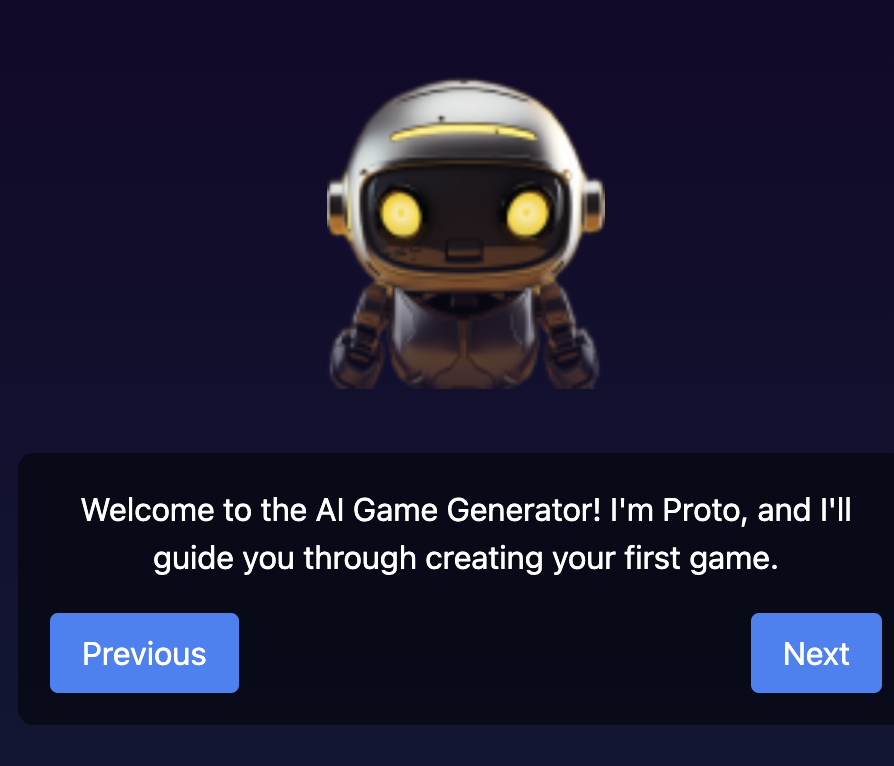 Welcome to the AI Game Generator! I'm Proto, and I'll
guide you through creating your first game.
Previous
Next